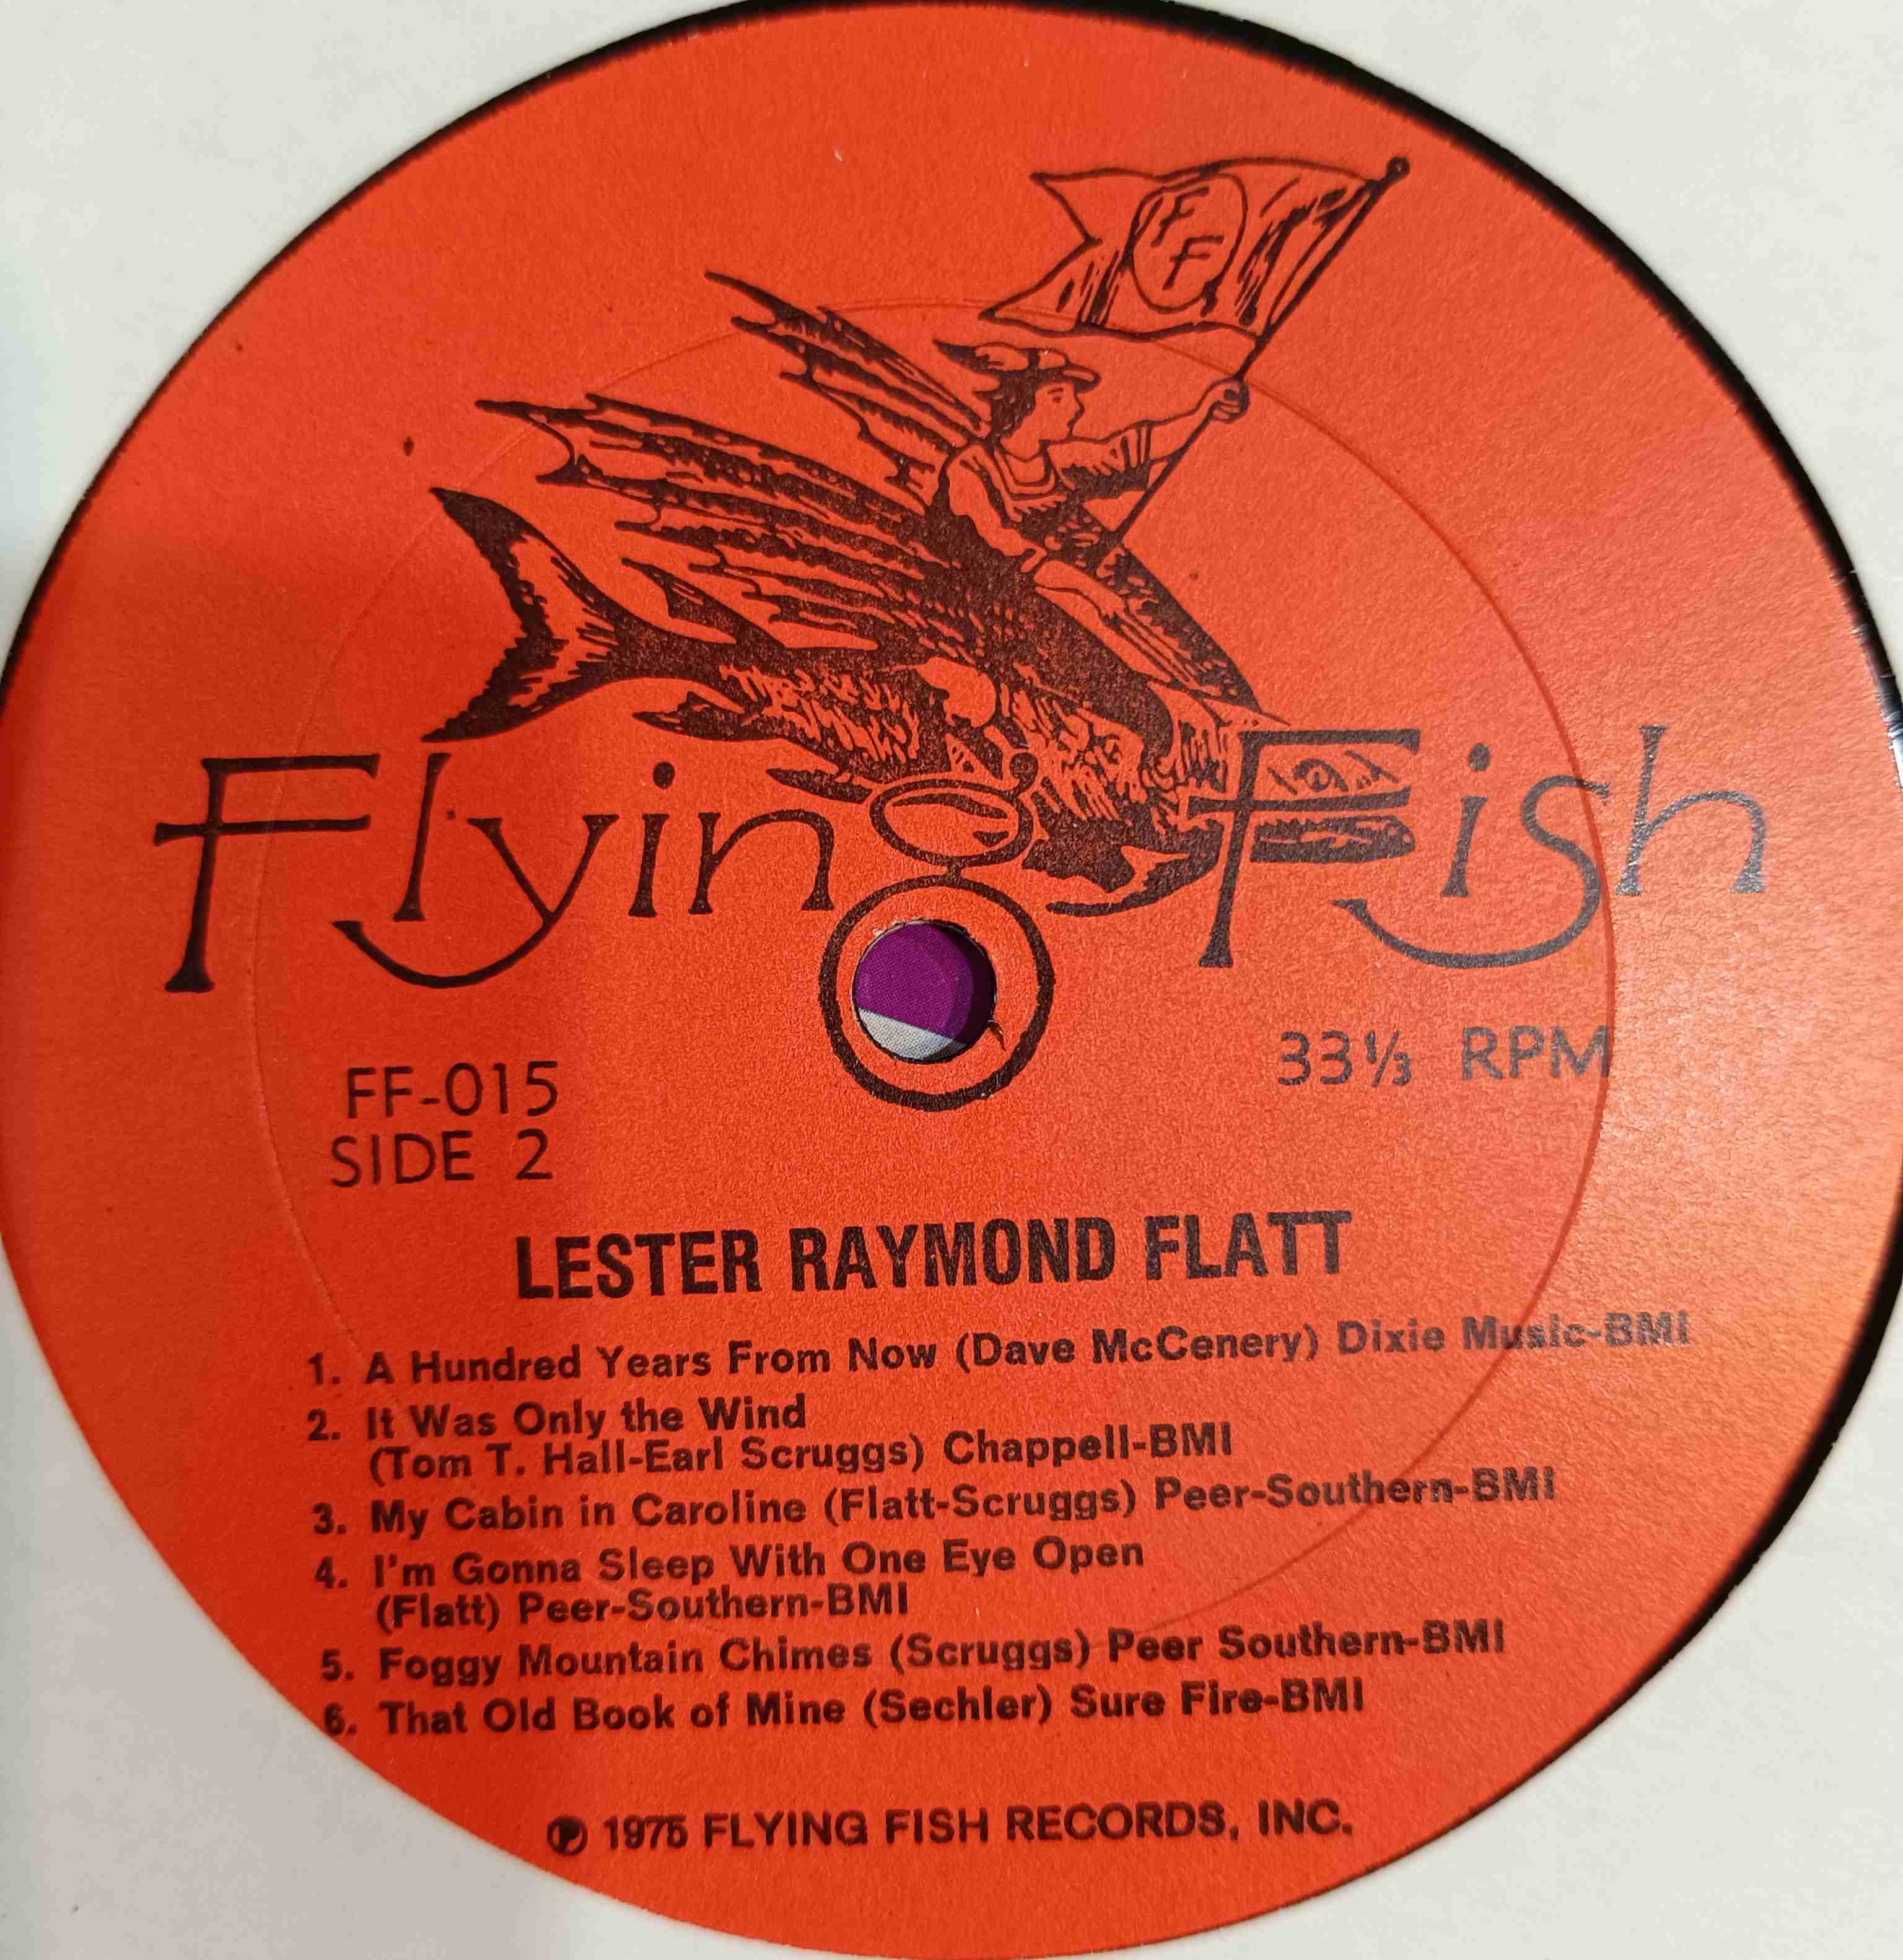 FF
Flying Fish
FF-015
33⅓ RPM
SIDE 2
LESTER RAYMOND FLATT
1. A Hundred Years From Now (Dave McCenery) Dixie Music-BMI
2. It Was Only the Wind
(Tom T. Hall-Earl Scruggs) Chappell-BMI
3. My Cabin in Caroline (Flatt-Scruggs) Peer-Southern-BMI
4. I'm Gonna Sleep With One Eye Open
(Flatt) Peer-Southern-BMI
5. Foggy Mountain Chimes (Scruggs) Peer Southern-BMI
6. That Old Book of Mine (Sechler) Sure Fire-BMI
℗ 1975 FLYING FISH RECORDS, INC.